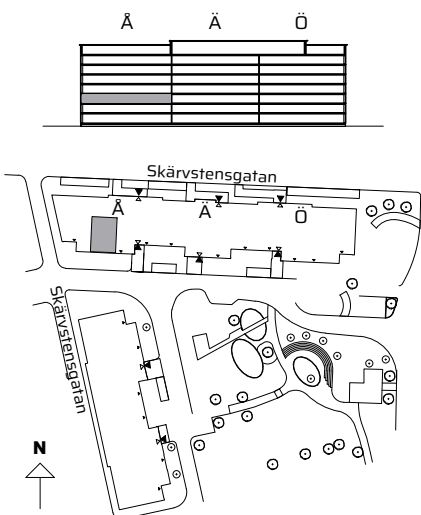 Å Ä Ö
Skärvstensgatan
Å Ä Ö
Skärvstensgatan
N